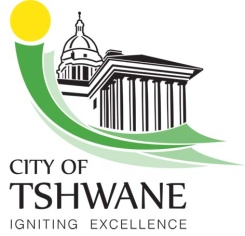 CITY OF
TSHWANE
IGNITING EXCELLENCE